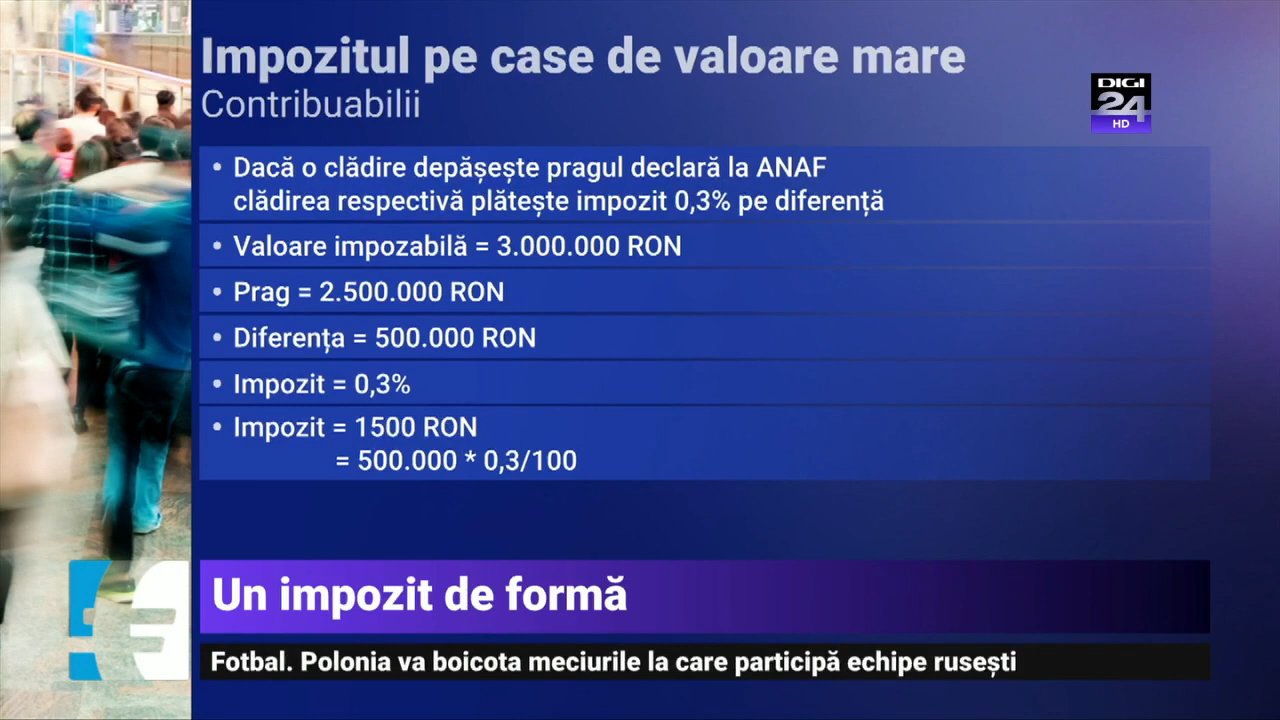 Impozitul pe case de valoare mare
Contribuabilii
DIGI
24
HD
• Dacă o clădire depășește pragul declară la ANAF
clădirea respectivă plătește impozit 0,3% pe diferență
• Valoare impozabilă = 3.000.000 RON
• Prag = 2.500.000 RON
• Diferența = 500.000 RON
• Impozit = 0,3%
• Impozit = 1500 RON
= 500.000 * 0,3/100
Un impozit de formă
Fotbal. Polonia va boicota meciurile la care participă echipe rusești